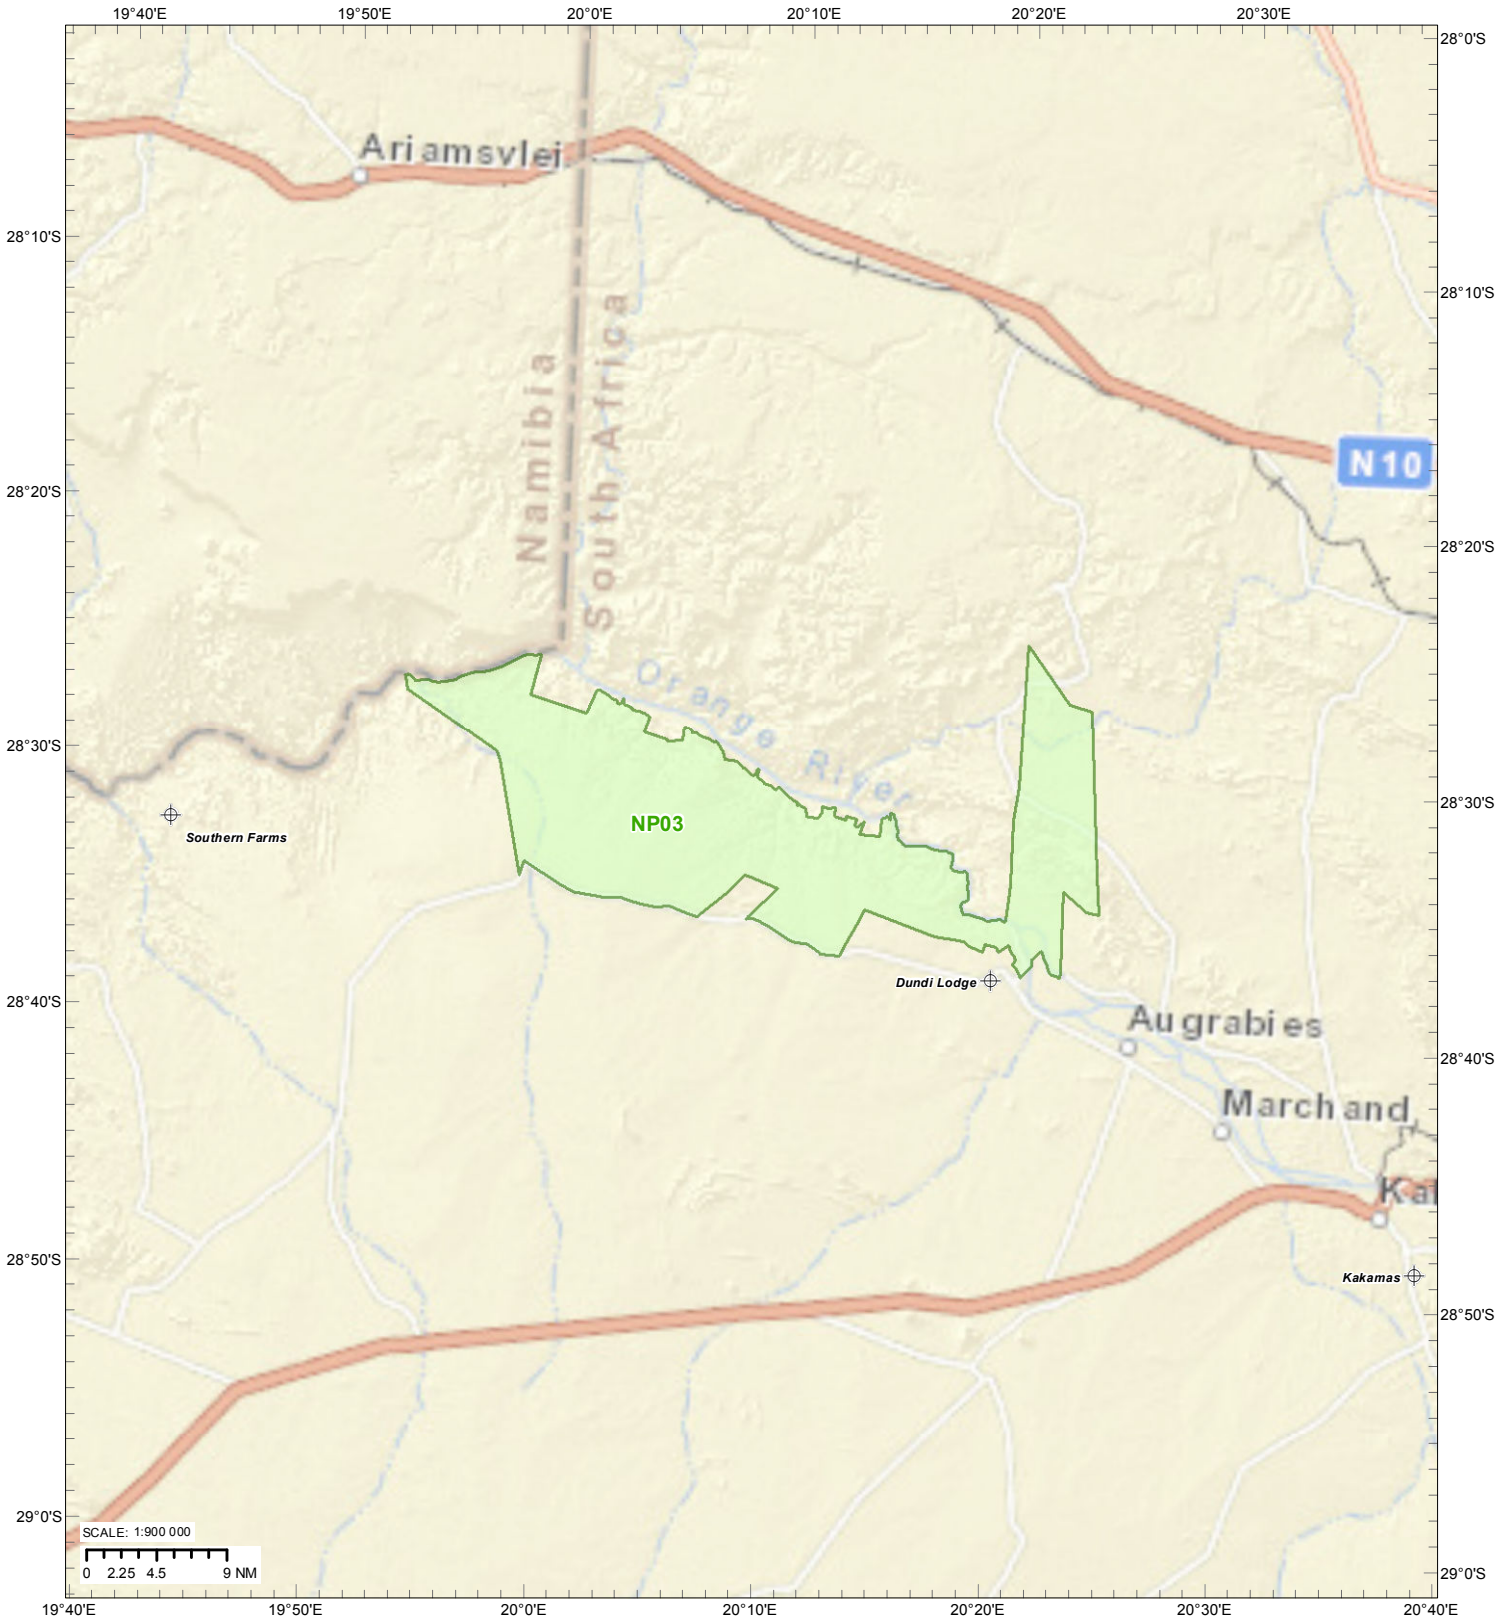 19°40'E 19°50'E 20°0'E 20°10'E 20°20'E 20°30'E
28°0'S
Ariamsvlei
28°10'S
28°10'S
Namibia
South Africa
N 10
28°20'S
28°20'S
Orange River
28°30'S
28°30'S
NP03
Southern Farms
Dundi Lodge
28°40'S
Augrabies
28°40'S
Marchand
Ka
28°50'S
Kakamas
28°50'S
29°0'S
SCALE: 1:900 000
0 2.25 4.5 9 NM
29°0'S
19°40'E 19°50'E 20°0'E 20°10'E 20°20'E 20°30'E 20°40'E